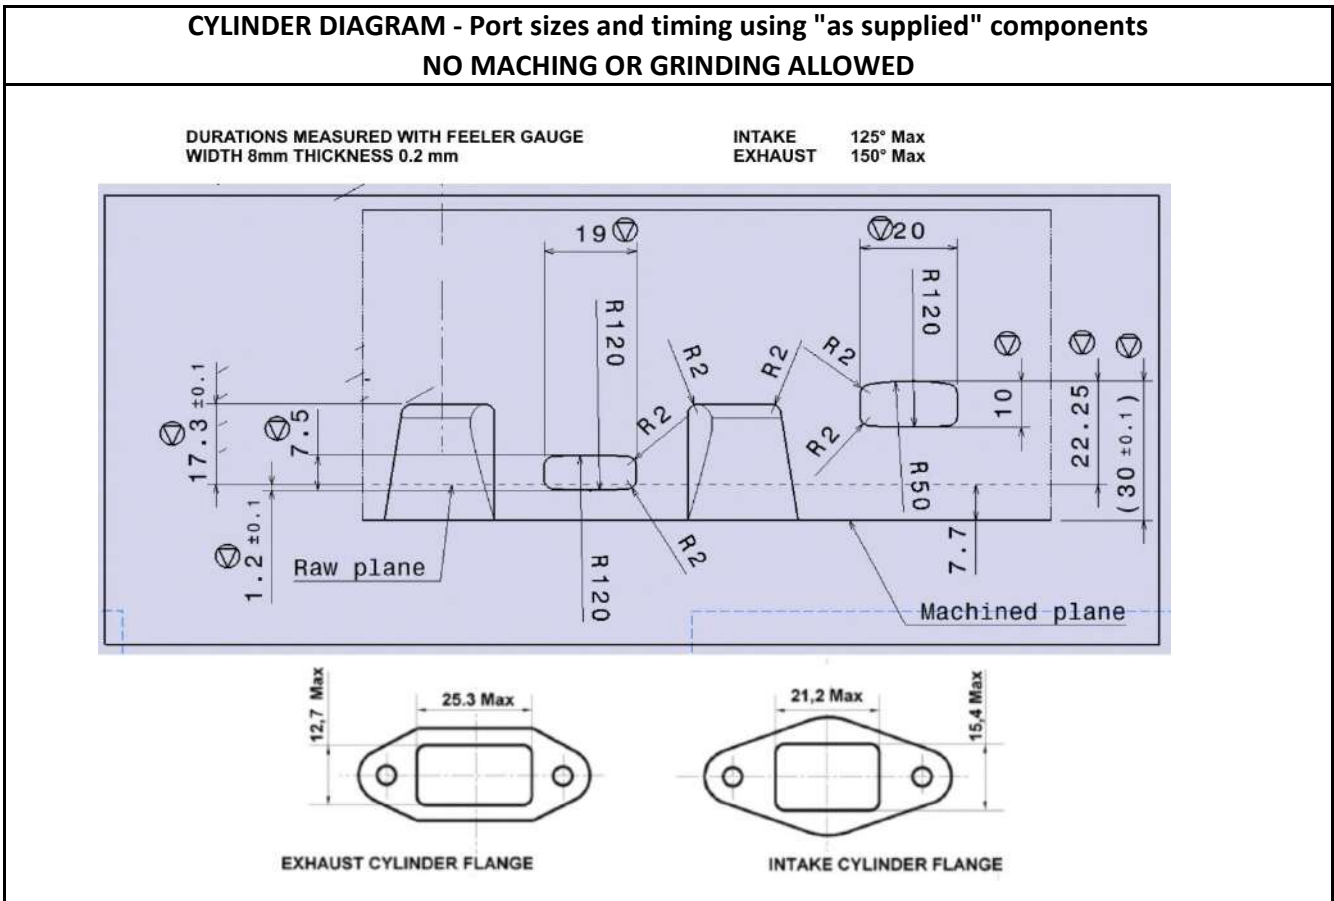 CYLINDER DIAGRAM - Port sizes and timing using "as supplied" components
NO MACHING OR GRINDING ALLOWED
DURATIONS MEASURED WITH FEELER GAUGE
WIDTH 8mm THICKNESS 0.2 mm
INTAKE 125° Max
EXHAUST 150° Max
19
20
R120
R120
R2
R2
R2
R2
R2
R2
17.3 ±0.1
7.5
10
22.25
(30 ±0.1)
R50
1.2 ±0.1
Raw plane
R120
7.7
Machined plane
12,7 Max
25.3 Max
21,2 Max
15,4 Max
EXHAUST CYLINDER FLANGE
INTAKE CYLINDER FLANGE